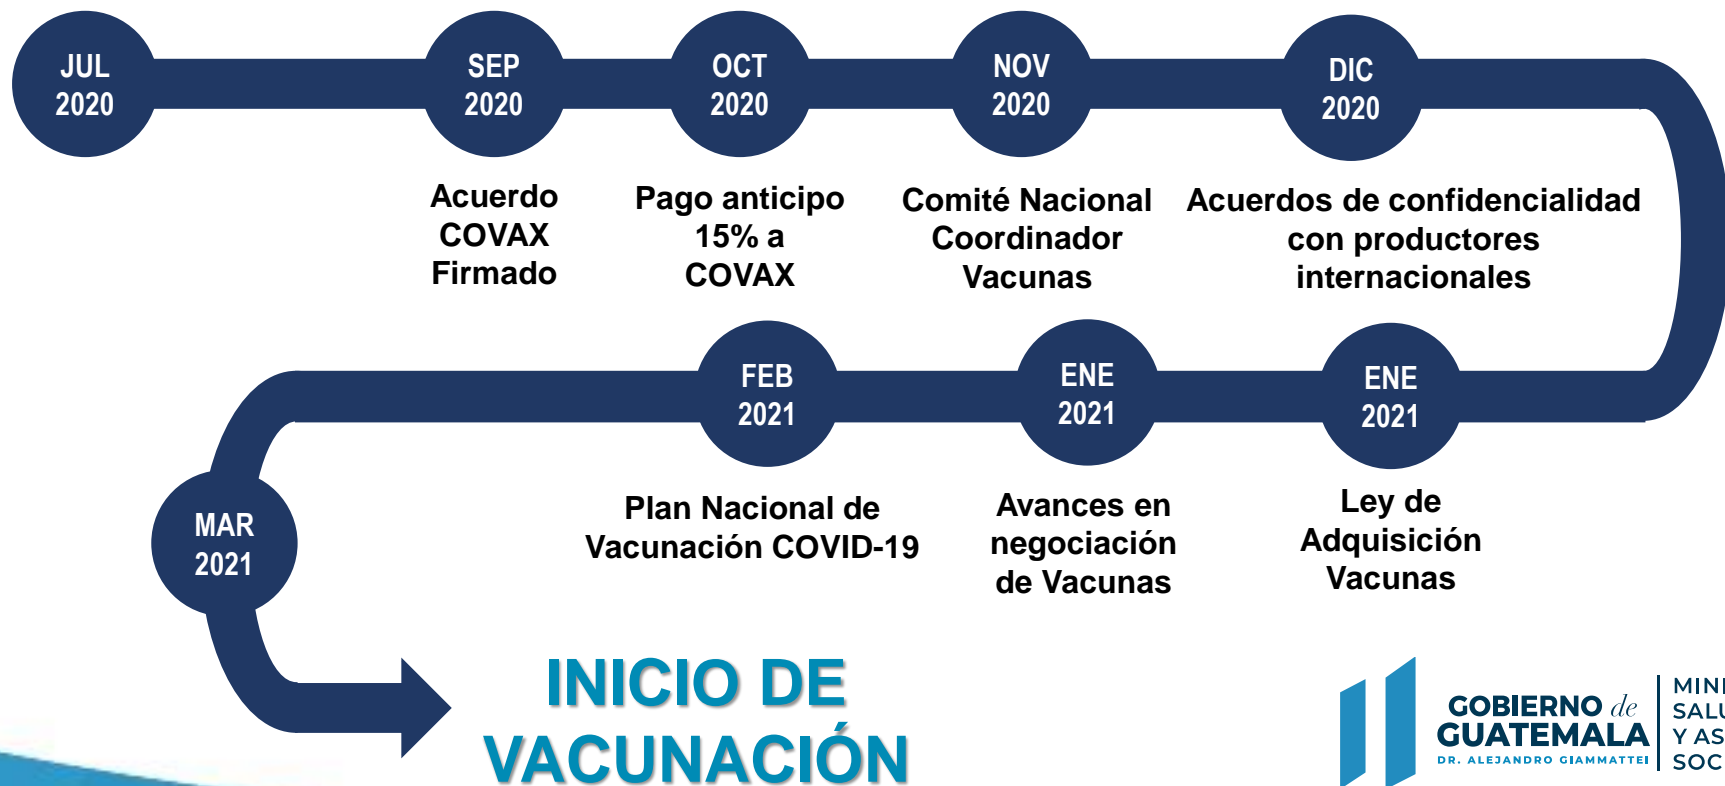 JUL
2020
SEP
2020
OCT
2020
NOV
2020
DIC
2020
Acuerdo
COVAX
Firmado
Pago anticipo
15% a
COVAX
Comité Nacional
Coordinador
Vacunas
Acuerdos de confidencialidad
con productores
internacionales
ENE
2021
ENE
2021
FEB
2021
Ley de
Adquisición
Vacunas
Avances en
negociación
de Vacunas
Plan Nacional de
Vacunación COVID-19
MAR
2021
INICIO DE
VACUNACIÓN
GOBIERNO de
GUATEMALA
DR. ALEJANDRO GIAMMATTEI
Y